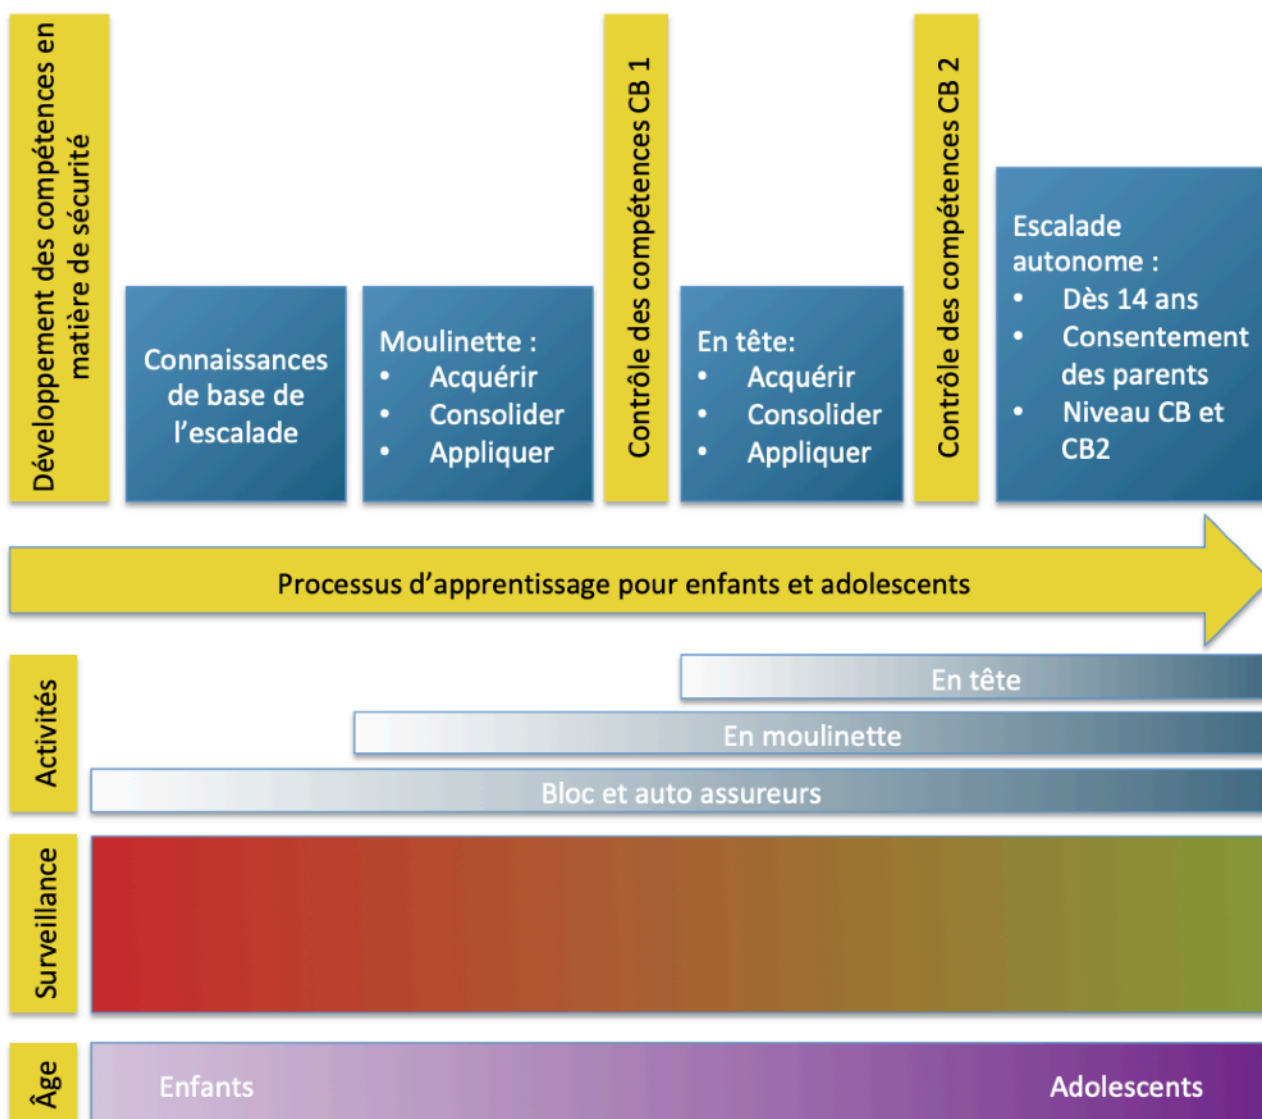 Développement des compétences en
matière de sécurité
Connaissances
de base de
l’escalade
Moulinette :
• Acquérir
• Consolider
• Appliquer
Contrôle des compétences CB 1
En tête:
• Acquérir
• Consolider
• Appliquer
Contrôle des compétences CB 2
Escalade
autonome :
• Dès 14 ans
• Consentement
des parents
• Niveau CB et
CB2
Processus d’apprentissage pour enfants et adolescents
Activités
En tête
En moulinette
Bloc et auto assureurs
Surveillance
Âge
Enfants
Adolescents